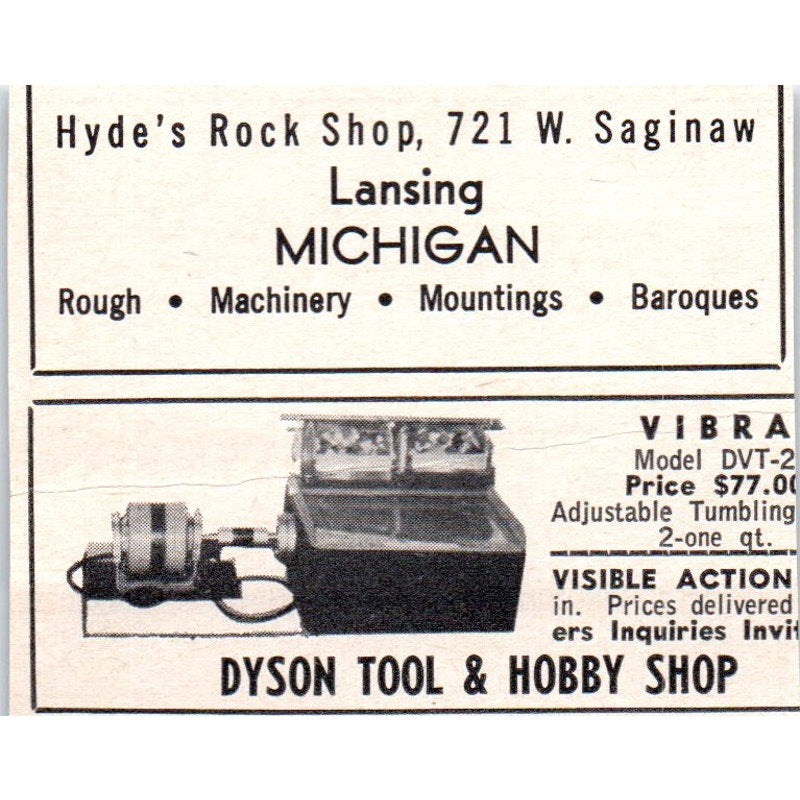 Hyde's Rock Shop, 721 W. Saginaw
Lansing
MICHIGAN
Rough • Machinery • Mountings • Baroques
VIBRA
Model DVT-2
Price $77.00
Adjustable Tumbling
2-one qt.
VISIBLE ACTION
in. Prices delivered
ers Inquiries Invit
DYSON TOOL & HOBBY SHOP